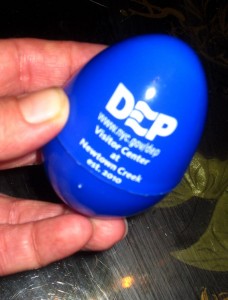 DEP
www.nyc.gov/dep
Visitor Center
at
Newtown Creek
est. 2010